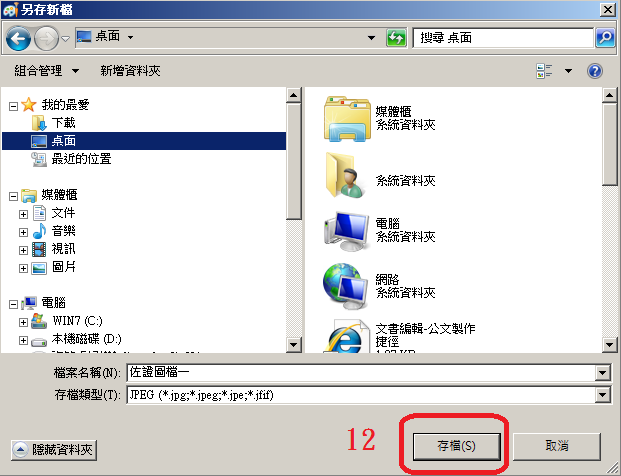 另存新檔
桌面
搜尋 桌面
組合管理
新增資料夾
我的最愛
下載
桌面
最近的位置
媒體櫃
文件
音樂
視訊
圖片
電腦
WIN7 (C:)
本機磁碟 (D:)
媒體櫃
系統資料夾
系統資料夾
電腦
系統資料夾
網路
系統資料夾
文書編輯-公文製作
捷徑
檔案名稱(N):
佐證圖檔一
存檔類型(T):
JPEG (*.jpg;*.jpeg;*.jpe;*.jfif)
隱藏資料夾
12
存檔(S)
取消